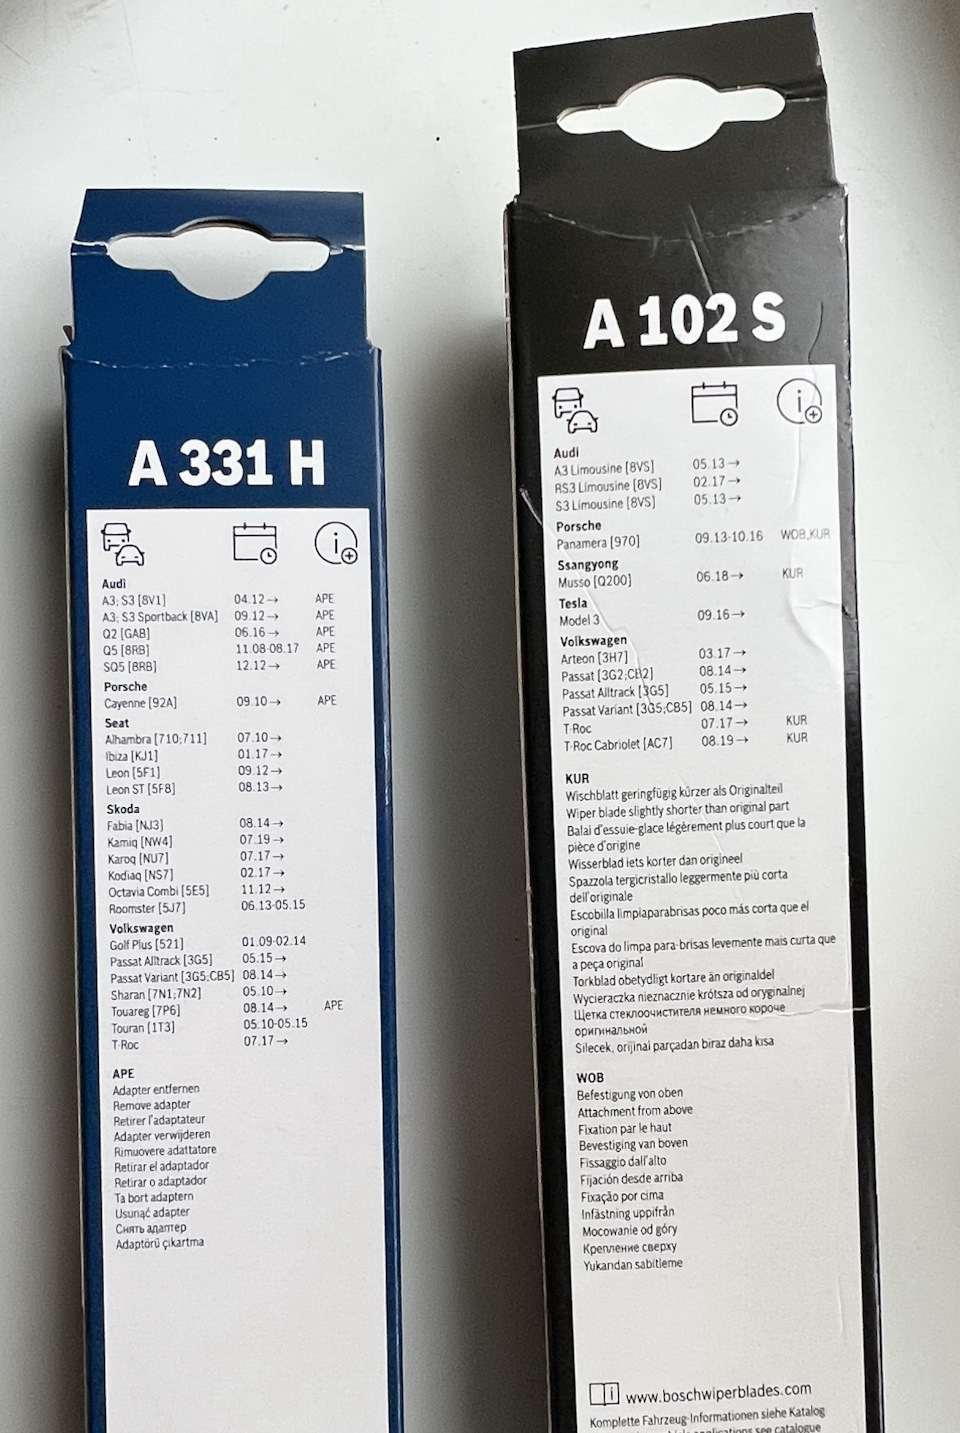 A 331 H
Audi
A3; S3 [8V1] 04.12→ APE
A3; S3 Sportback [8VA] 09.12→ APE
Q2 [GAB] 06.16→ APE
Q5 [8RB] 11.08-08.17 APE
SQ5 [8RB] 12.12→ APE
Porsche
Cayenne [92A] 09.10→ APE
Seat
Alhambra [710;711] 07.10→
Ibiza [KJ1] 01.17→
Leon [5F1] 09.12→
Leon ST [5F8] 08.13→
Skoda
Fabia [NJ3] 08.14→
Kamiq [NW4] 07.19→
Karoq [NU7] 07.17→
Kodiaq [NS7] 02.17→
Octavia Combi [5E5] 11.12→
Roomster [5J7] 06.13-05.15
Volkswagen
Golf Plus [521] 01.09-02.14
Passat Alltrack [3G5] 05.15→
Passat Variant [3G5;CB5] 08.14→
Sharan [7N1;7N2] 05.10→
Touareg [7P6] 08.14→ APE
Touran [1T3] 05.10-05.15
T-Roc 07.17→
APE
Adapter entfernen
Remove adapter
Retirer l'adaptateur
Adapter verwijderen
Rimuovere adattatore
Retirar el adaptador
Retirar o adaptador
Ta bort adaptern
Usunąć adapter
Снять адаптер
Adaptörü çıkartma
A 102 S
Audi
A3 Limousine [8VS] 05.13→
RS3 Limousine [8VS] 02.17→
S3 Limousine [8VS] 05.13→
Porsche
Panamera [970] 09.13-10.16 WOB,KUR
Ssangyong
Musso [Q200] 06.18→ KUR
Tesla
Model 3 09.16→
Volkswagen
Arteon [3H7] 03.17→
Passat [3G2;CB2] 08.14→
Passat Alltrack [3G5] 05.15→
Passat Variant [3G5;CB5] 08.14→
T-Roc 07.17→ KUR
T-Roc Cabriolet [AC7] 08.19→ KUR
KUR
Wischblatt geringfügig kürzer als Originalteil
Wiper blade slightly shorter than original part
Balai d'essuie-glace légèrement plus court que la
pièce d'origine
Wisserblad iets korter dan origineel
Spazzola tergicristallo leggermente più corta
dell'originale
Escobilla limpiaparabrisas poco más corta que el
original
Escova do limpa para-brisas levemente mais curta que
a peça original
Torkblad obetydligt kortare än originaldel
Wycieraczka nieznacznie krótsza od oryginalnej
Щетка стеклоочистителя немного короче
оригинальной
Silecek, orijinal parçadan biraz daha kısa
WOB
Befestigung von oben
Attachment from above
Fixation par le haut
Bevestiging van boven
Fissaggio dall'alto
Fijación desde arriba
Fixação por cima
Infästning uppifrån
Mocowanie od góry
Крепление сверху
Yukarıdan sabitleme
www.boschwiperblades.com
Komplette Fahrzeug-Informationen siehe Katalog
applications see catalogue